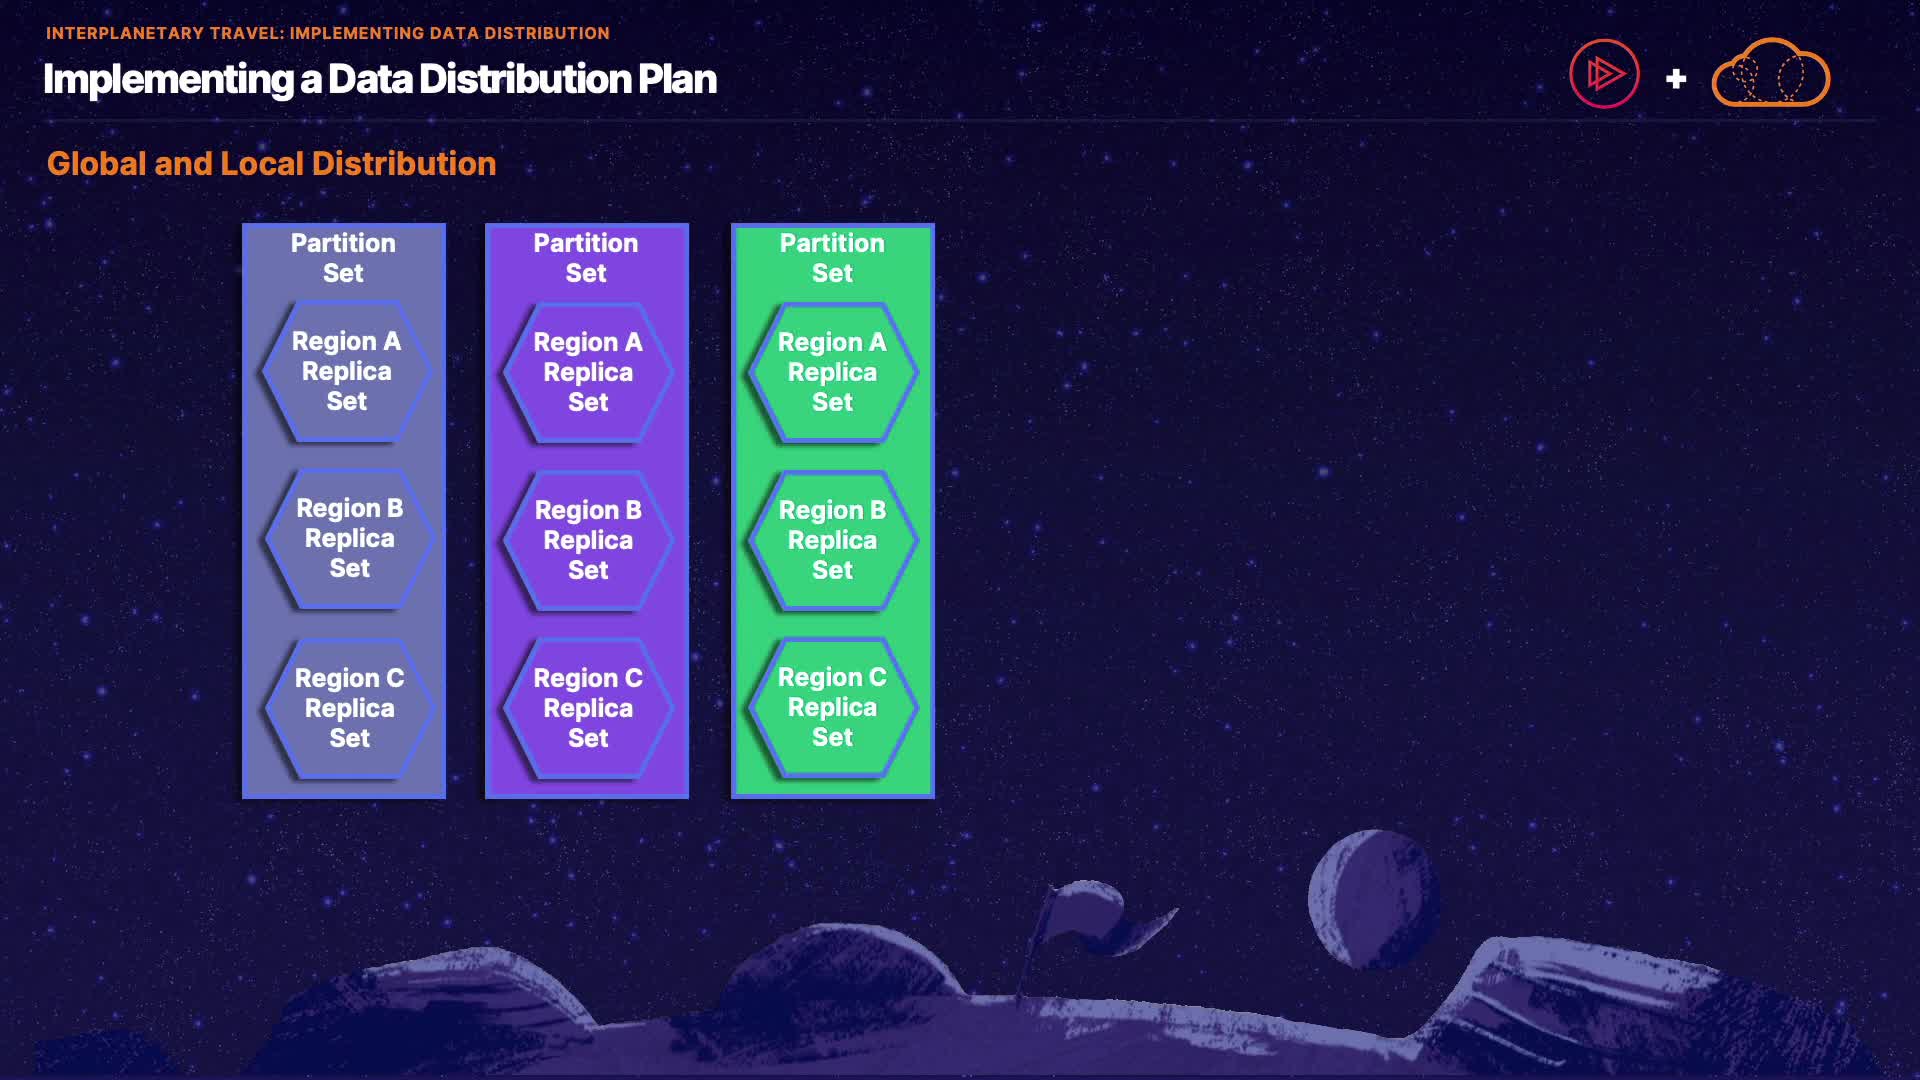 INTERPLANETARY TRAVEL: IMPLEMENTING DATA DISTRIBUTION
Implementing a Data Distribution Plan
Global and Local Distribution
Partition
Set
Region A
Replica
Set
Region B
Replica
Set
Region C
Replica
Set
Partition
Set
Region A
Replica
Set
Region B
Replica
Set
Region C
Replica
Set
Partition
Set
Region A
Replica
Set
Region B
Replica
Set
Region C
Replica
Set